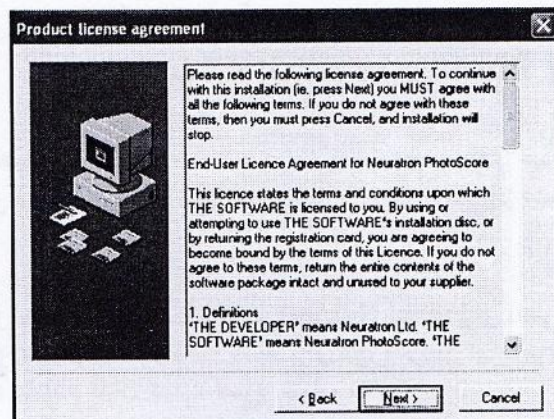 Product license agreement
Please read the following license agreement. To continue
with this installation (ie. press Next) you MUST agree with
all the following terms. If you do not agree with these
terms, then you must press Cancel, and installation will
stop.
End-User Licence Agreement for Neuratron PhotoScore
This licence states the terms and conditions upon which
THE SOFTWARE is licensed to you. By using or
attempting to use THE SOFTWARE's installation disc, or
by returning the registration card, you are agreeing to
become bound by the terms of this Licence. If you do not
agree to these terms, return the entire contents of the
software package intact and unused to your supplier.
1. Definitions
'THE DEVELOPER' means Neuratron Ltd. 'THE
SOFTWARE' means Neuratron PhotoScore. 'THE
< Back Next > Cancel